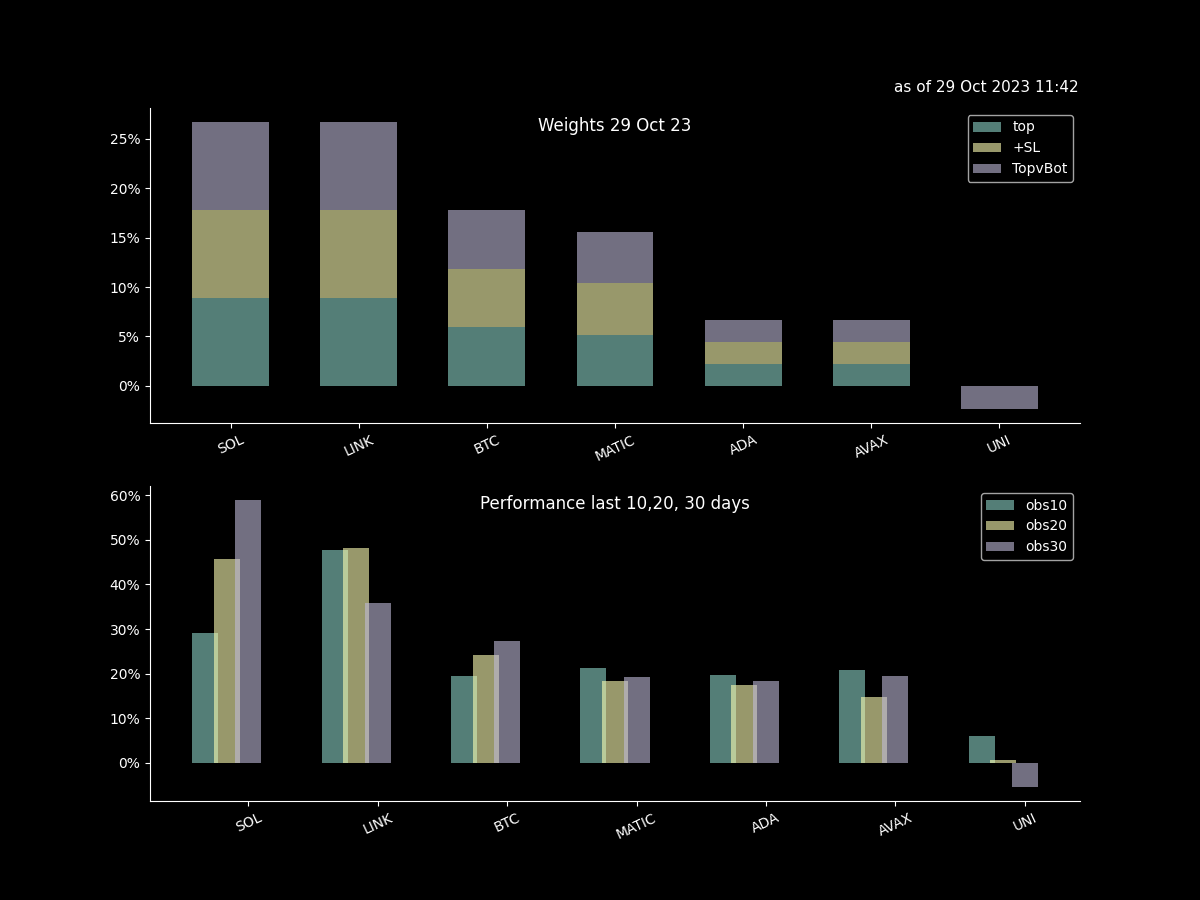 as of 29 Oct 2023 11:42
Weights 29 Oct 23
top
+SL
TopvBot
25%
20%
15%
10%
5%
0%
SOL LINK BTC MATIC ADA AVAX UNI
Performance last 10,20, 30 days
obs10
obs20
obs30
60%
50%
40%
30%
20%
10%
0%
SOL LINK BTC MATIC ADA AVAX UNI